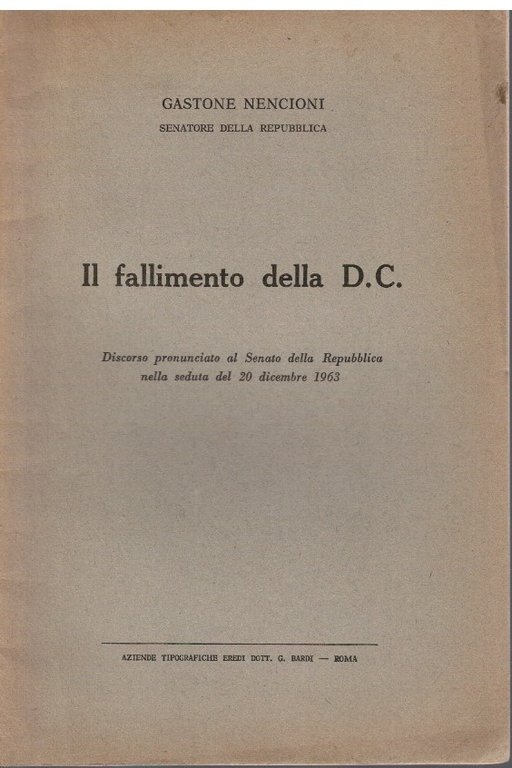 GASTONE NENCIONI
SENATORE DELLA REPUBBLICA
Il fallimento della D.C.
Discorso pronunciato al Senato della Repubblica
nella seduta del 20 dicembre 1963
AZIENDE TIPOGRAFICHE EREDI DOTT. G. BARDI — ROMA